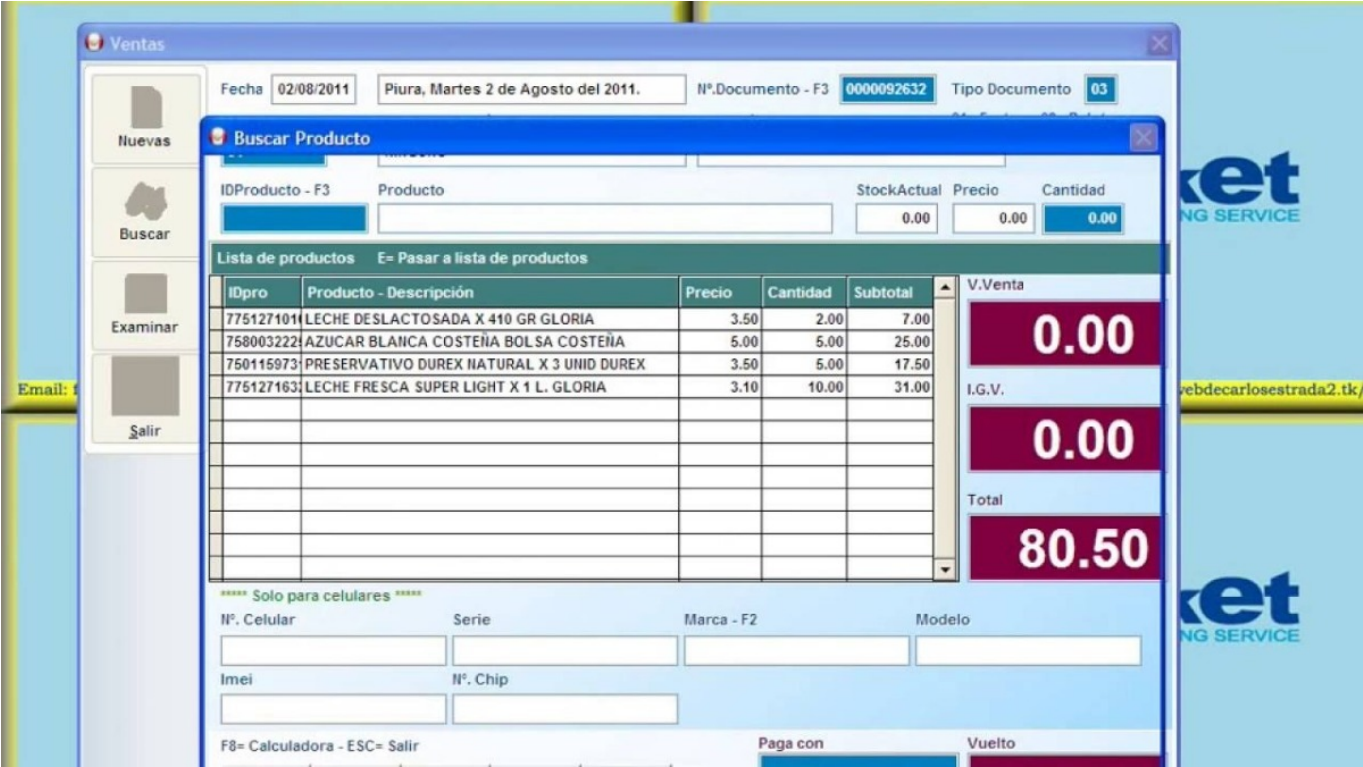 Ventas
Fecha 02/08/2011 Piura, Martes 2 de Agosto del 2011. Nº.Documento - F3 0000092632 Tipo Documento 03
Nuevas
Buscar Producto
IDProducto - F3 Producto StockActual Precio Cantidad
0.00 0.00 0.00
Buscar
NG SERVICE
Lista de productos E= Pasar a lista de productos
IDpro Producto - Descripción Precio Cantidad Subtotal
V.Venta
0.00
775127101 LECHE DESLACTOSADA X 410 GR GLORIA 3.50 2.00 7.00
758003222 AZUCAR BLANCA COSTEÑA BOLSA COSTEÑA 5.00 5.00 25.00
750115973 PRESERVATIVO DUREX NATURAL X 3 UNID DUREX 3.50 5.00 17.50
775127163 LECHE FRESCA SUPER LIGHT X 1 L. GLORIA 3.10 10.00 31.00
Examinar
Email:
I.G.V.
0.00
webdecarlosestrada2.tk/
Salir
Total
80.50
***** Solo para celulares *****
Nº. Celular Serie Marca - F2 Modelo
Imei Nº. Chip
ket
NG SERVICE
F8= Calculadora - ESC= Salir Paga con Vuelto